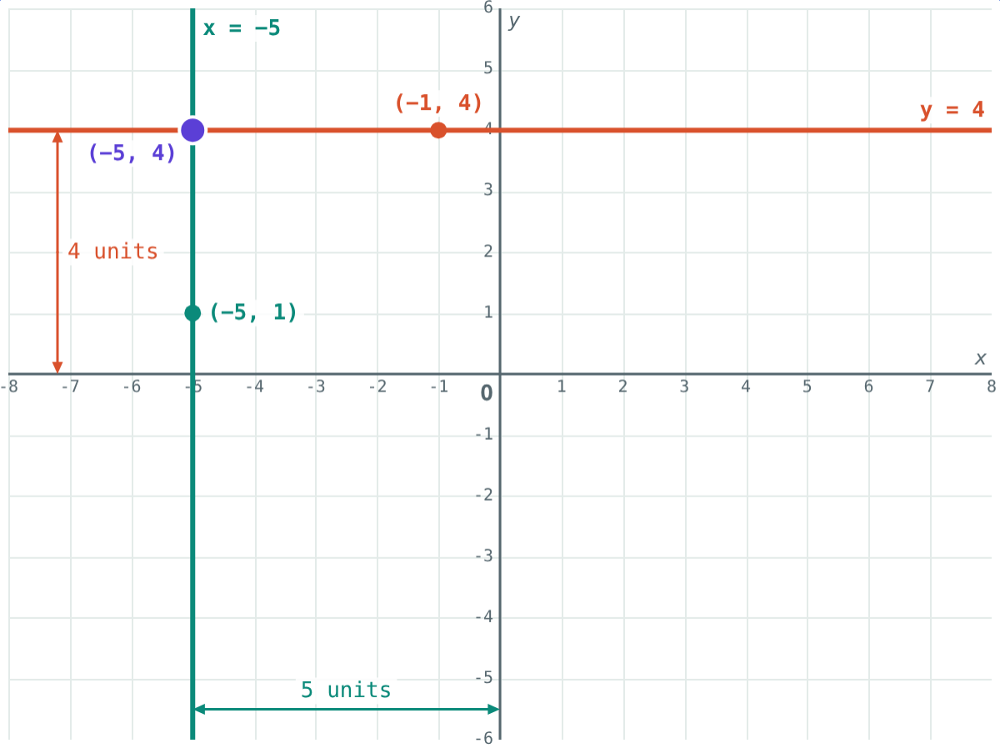 6
y
x = −5
5
(−1, 4)
y = 4
4
(−5, 4)
3
4 units
2
(−5, 1)
1
x
-8 -7 -6 -5 -4 -3 -2 -1 0 1 2 3 4 5 6 7 8
-1
-2
-3
-4
-5
5 units
-6